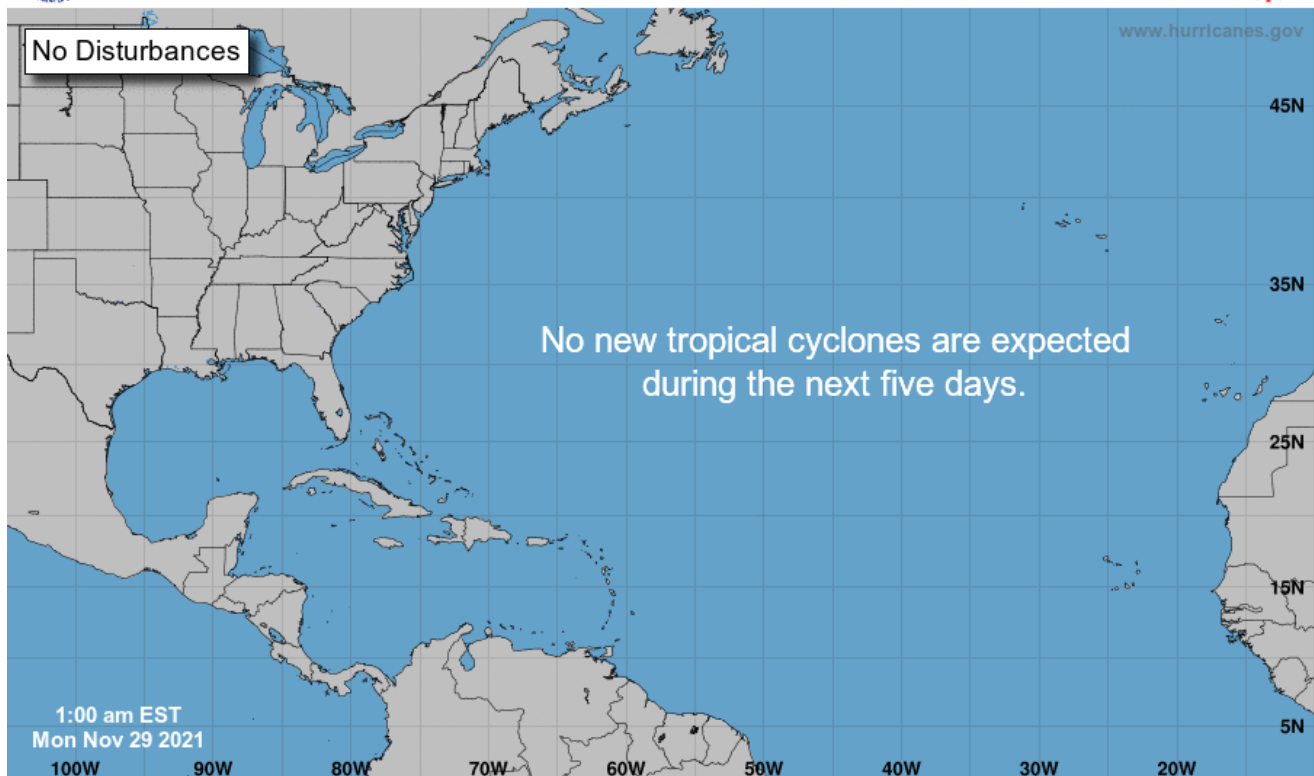 www.hurricanes.gov
No Disturbances
45N
35N
No new tropical cyclones are expected
during the next five days.
25N
15N
1:00 am EST
Mon Nov 29 2021
5N
100W 90W 80W 70W 60W 50W 40W 30W 20W